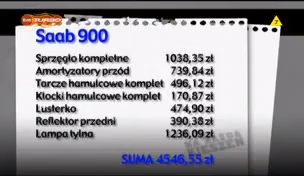 TURBO
Saab 900
Sprzęgło kompletne 1038,35 zł
Amortyzatory przód 739,84 zł
Tarcze hamulcowe komplet 496,12 zł
Klocki hamulcowe komplet 170,87 zł
Lusterko 474,90 zł
Reflektor przedni 390,38 zł
Lampa tylna 1236,09 zł
SUMA 4546,55 zł